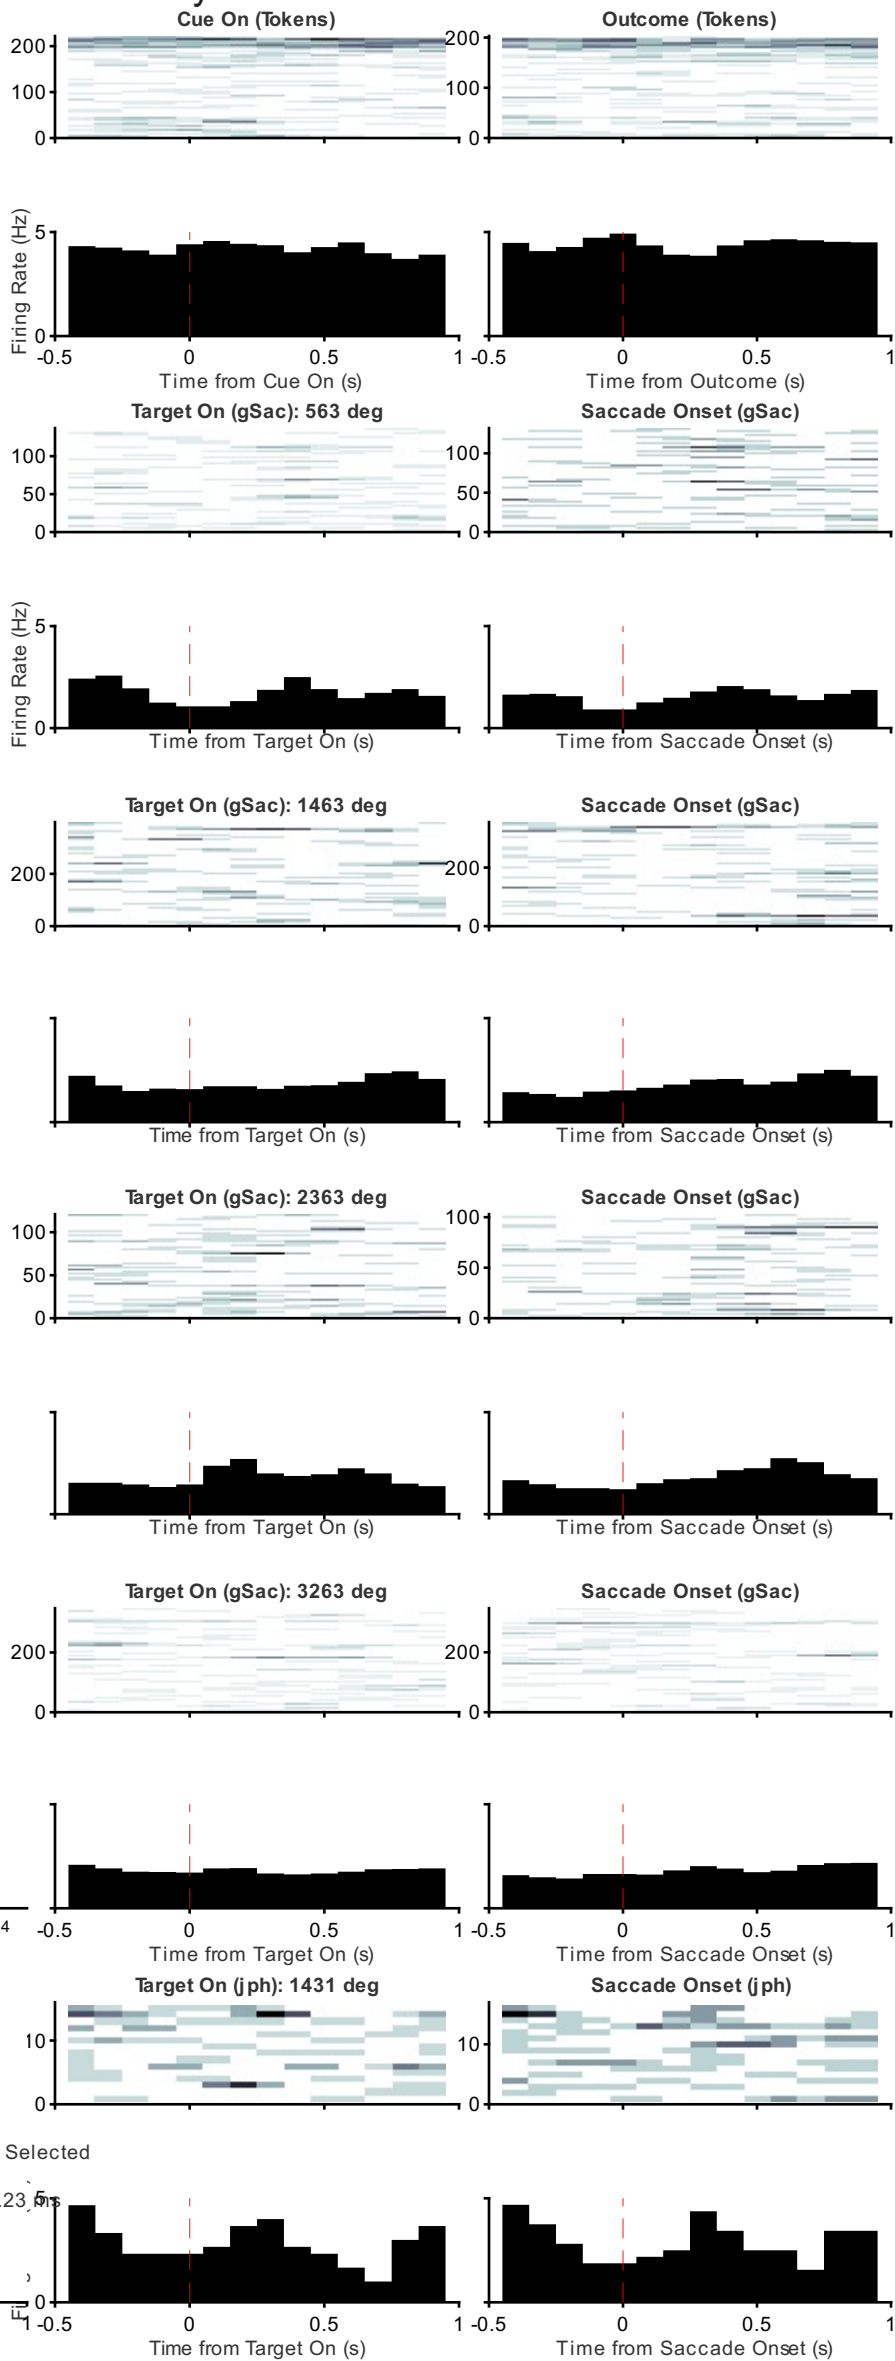 Cue On (Tokens) Outcome (Tokens)
200 200
100 100
0 0
Firing Rate (Hz)
5
0
-0.5 0 0.5 1 -0.5 0 0.5 1
Time from Cue On (s) Time from Outcome (s)
Target On (gSac): 563 deg Saccade Onset (gSac)
100 100
50 50
0 0
Firing Rate (Hz)
5
0
Time from Target On (s) Time from Saccade Onset (s)
Target On (gSac): 1463 deg Saccade Onset (gSac)
200 200
0 0
Time from Target On (s) Time from Saccade Onset (s)
Target On (gSac): 2363 deg Saccade Onset (gSac)
100 100
50 50
0 0
Time from Target On (s) Time from Saccade Onset (s)
Target On (gSac): 3263 deg Saccade Onset (gSac)
200 200
0 0
4 -0.5 0 0.5 1 -0.5 0 0.5 1
Time from Target On (s) Time from Saccade Onset (s)
Target On (jph): 1431 deg Saccade Onset (jph)
10 10
0 0
Selected
.23 ms
5
0
1 -0.5 0 0.5 1 -0.5 0 0.5 1
Time from Target On (s) Time from Saccade Onset (s)